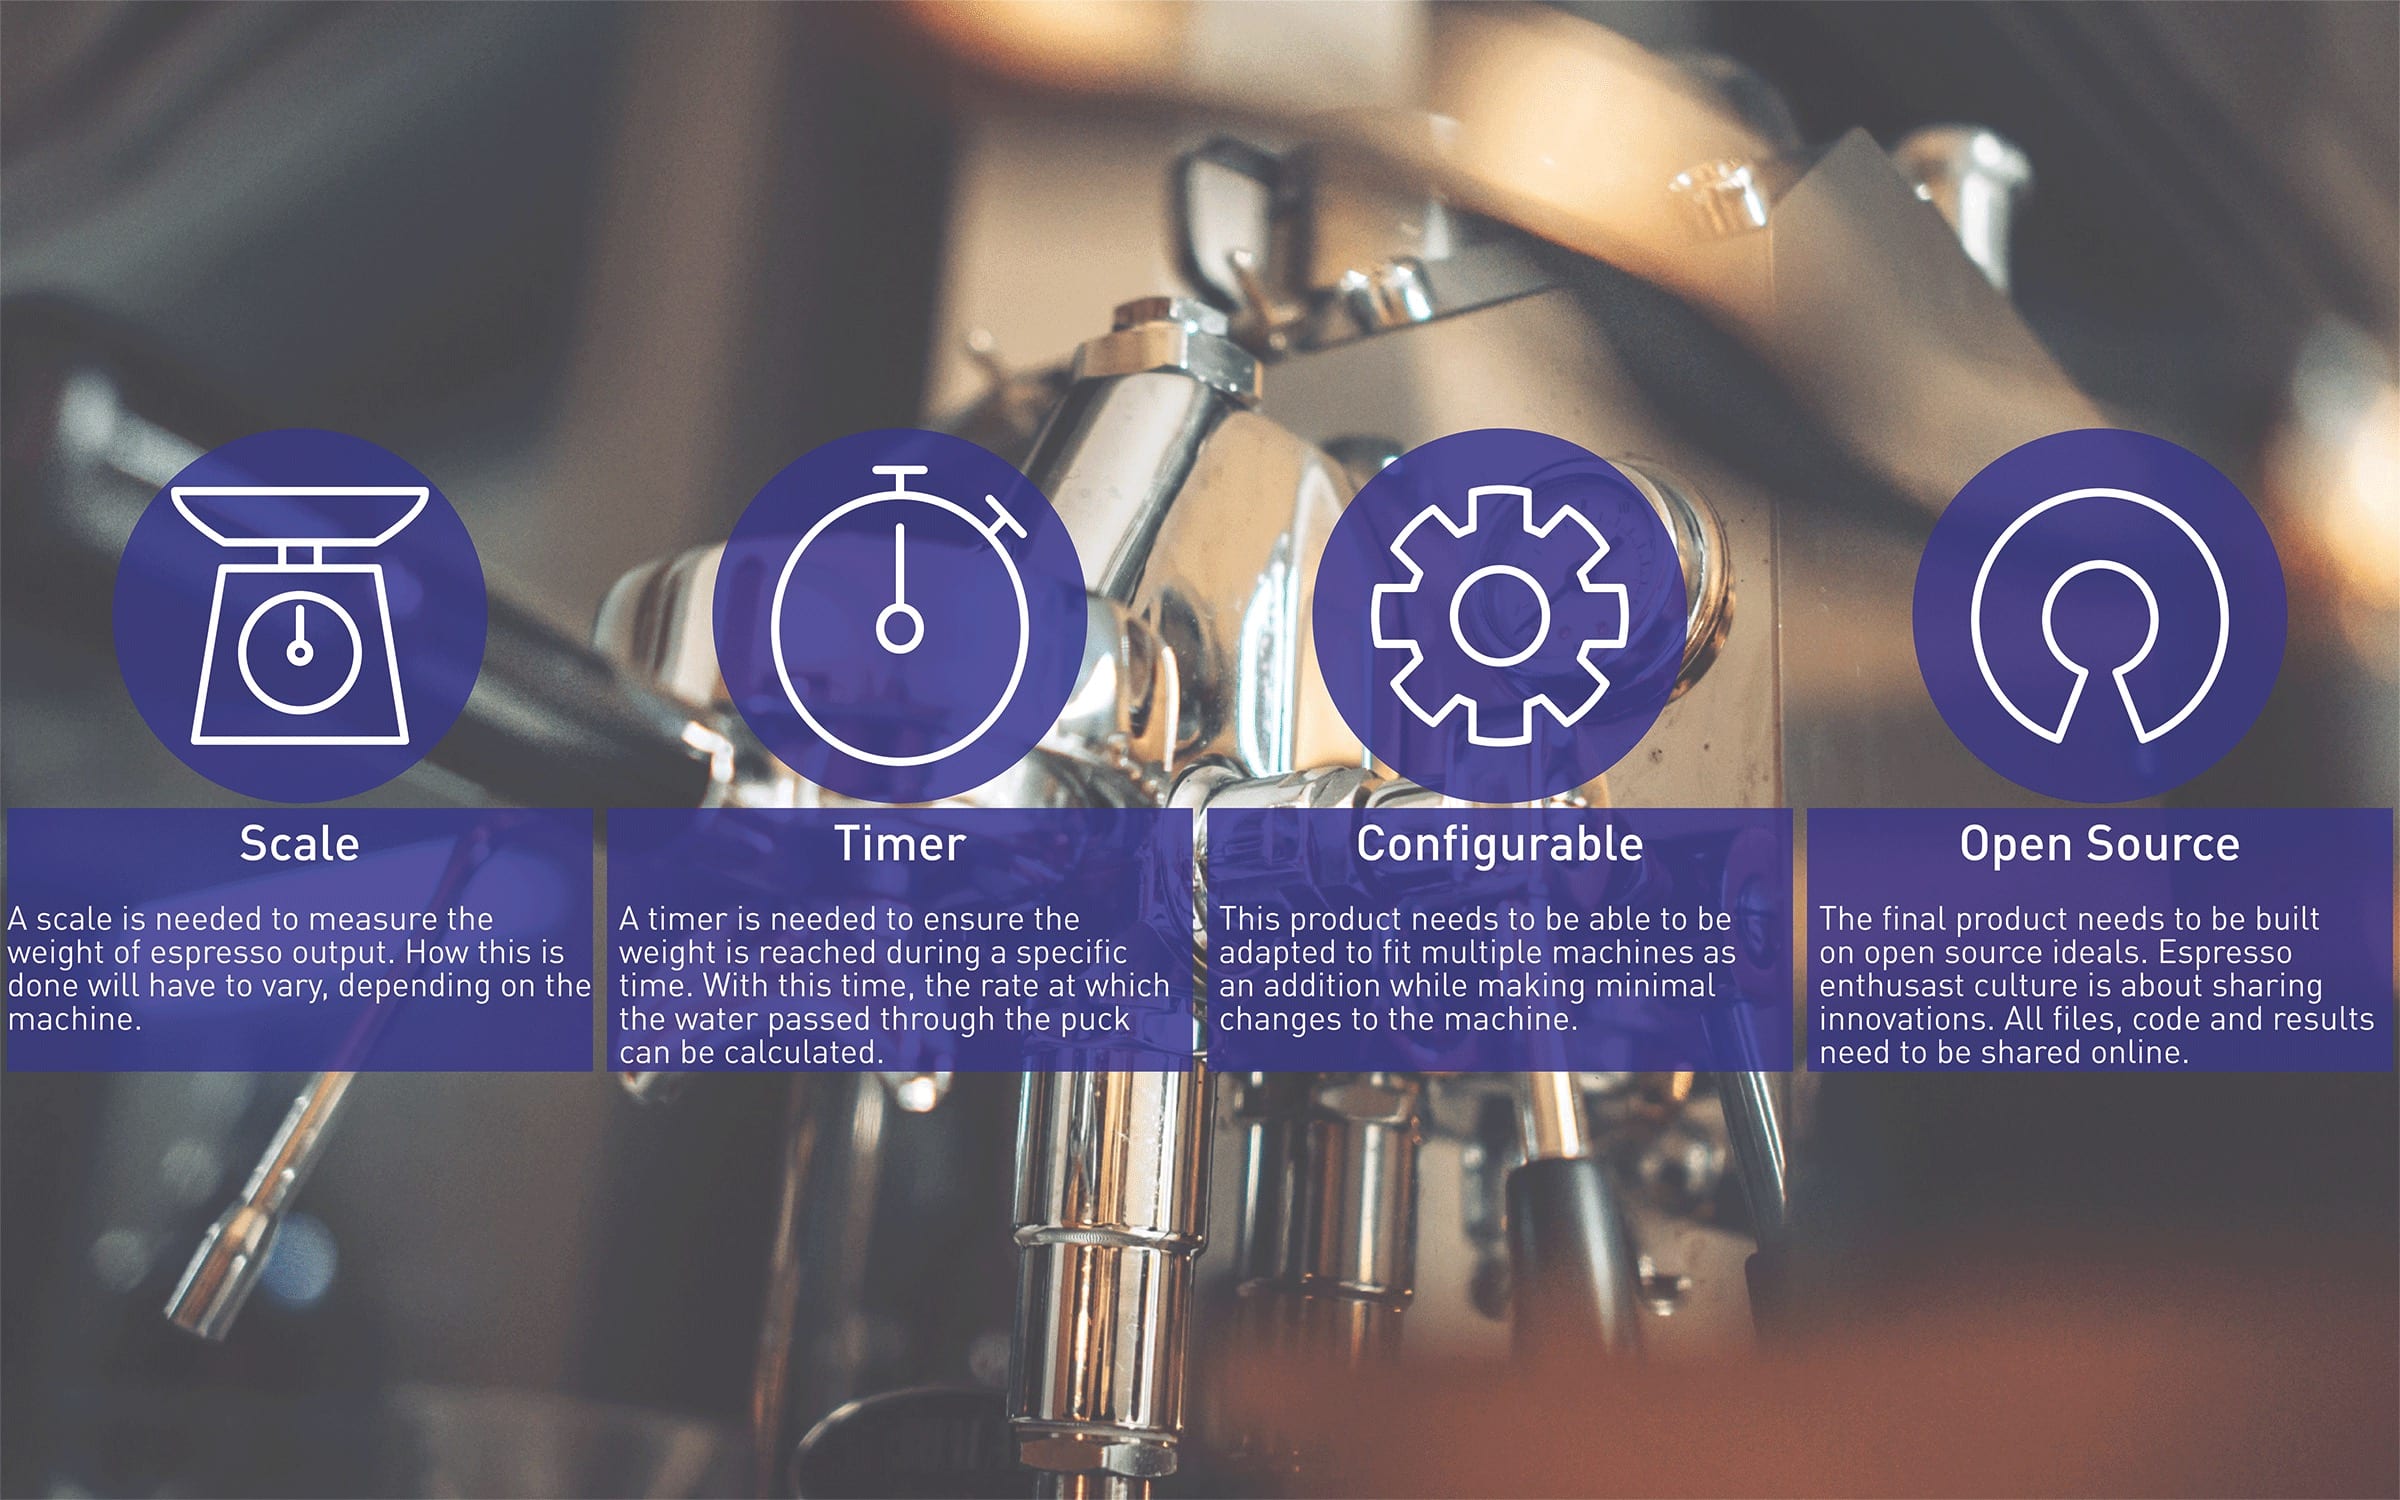 Scale
A scale is needed to measure the
weight of espresso output. How this is
done will have to vary, depending on the
machine.
Timer
A timer is needed to ensure the
weight is reached during a specific
time. With this time, the rate at which
the water passed through the puck
can be calculated.
Configurable
This product needs to be able to be
adapted to fit multiple machines as
an addition while making minimal
changes to the machine.
Open Source
The final product needs to be built
on open source ideals. Espresso
enthusast culture is about sharing
innovations. All files, code and results
need to be shared online.